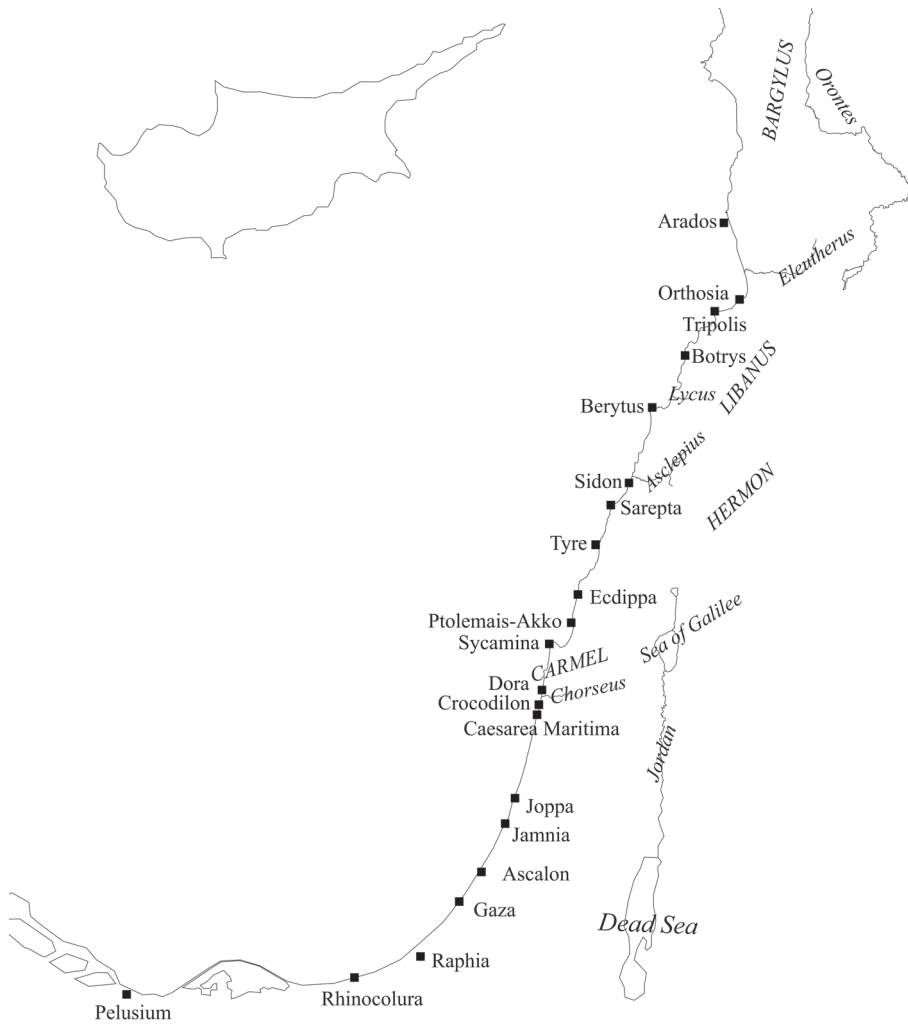 BARGYLUS
Orontes
Arados
Eleutherus
Orthosia
Tripolis
Botrys
LIBANUS
Lycus
Berytus
Asclepius
Sidon
HERMON
Sarepta
Tyre
Ecdippa
Sea of Galilee
Ptolemais-Akko
Sycamina
CARMEL
Dora
Chorseus
Crocodilon
Caesarea Maritima
Jordan
Joppa
Jamnia
Ascalon
Gaza
Dead Sea
Raphia
Rhinocolura
Pelusium